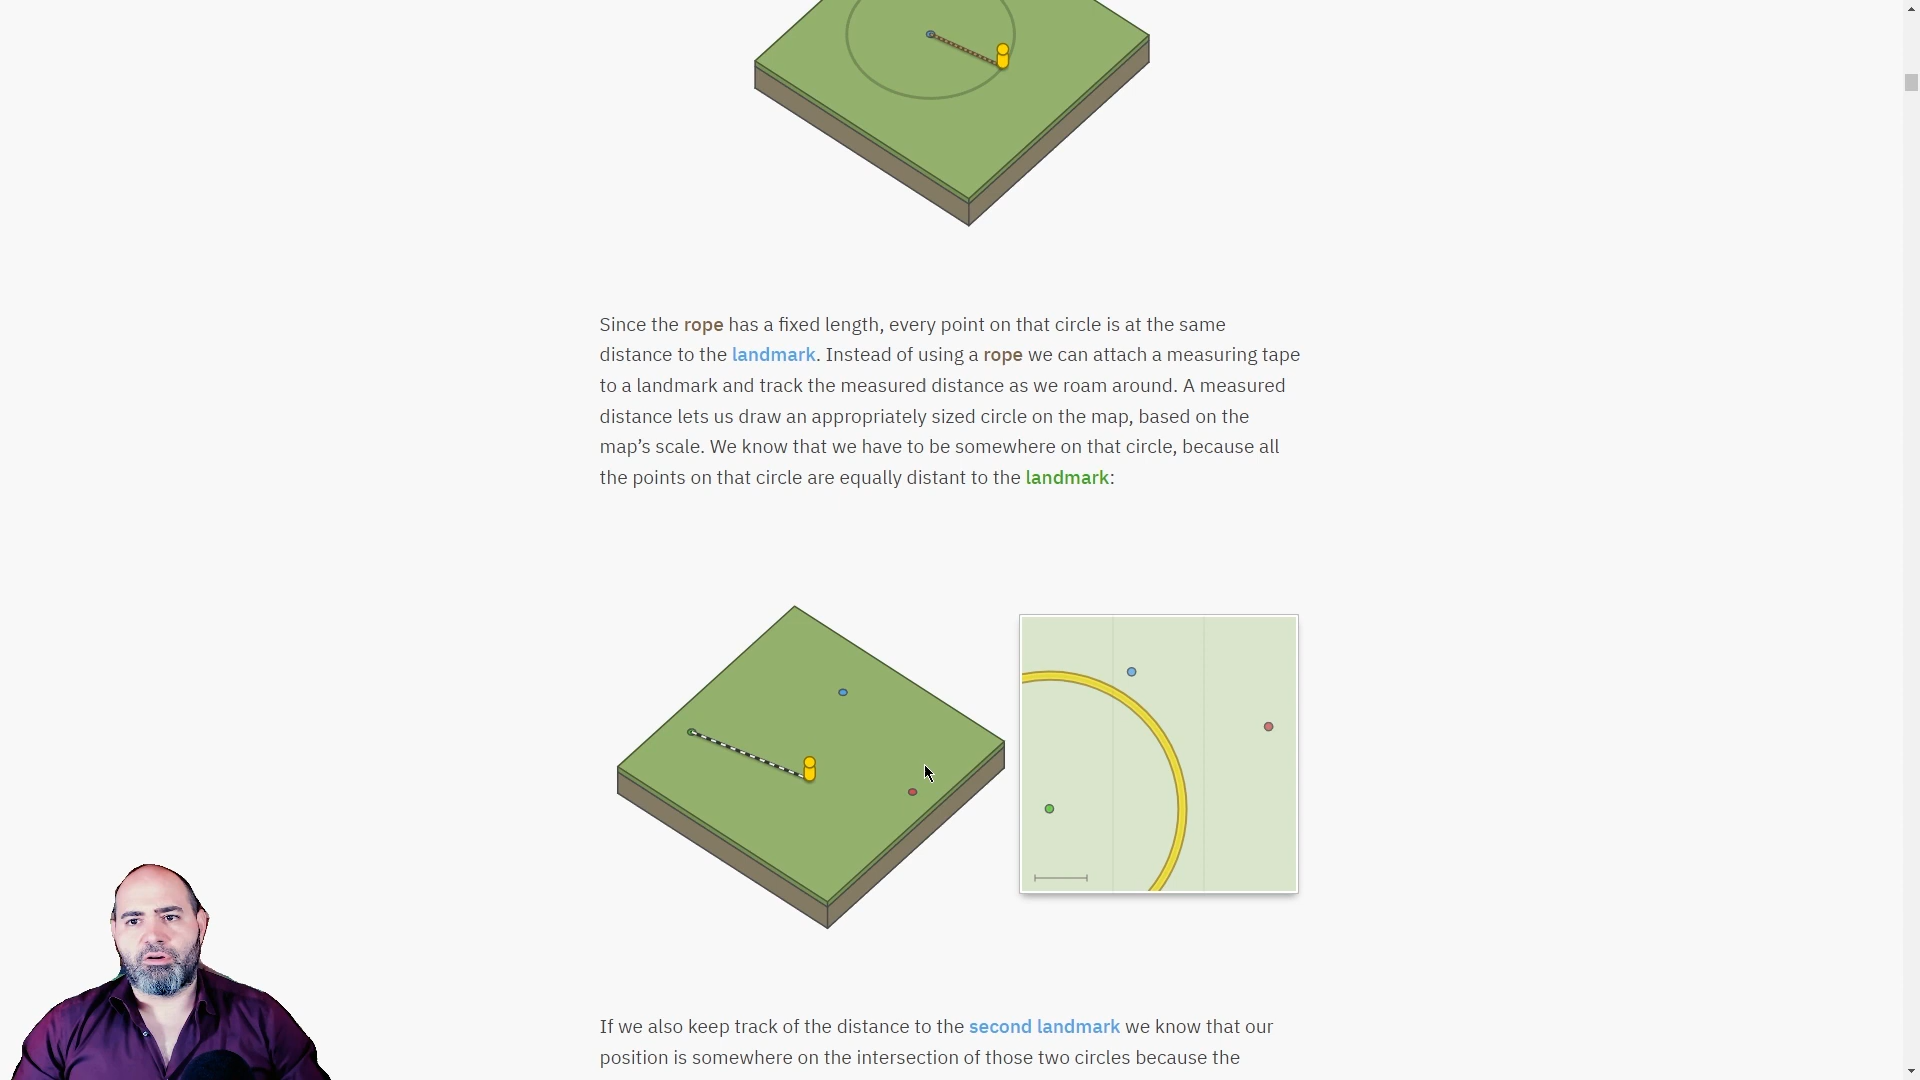 Since the rope has a fixed length, every point on that circle is at the same
distance to the landmark. Instead of using a rope we can attach a measuring tape
to a landmark and track the measured distance as we roam around. A measured
distance lets us draw an appropriately sized circle on the map, based on the
map’s scale. We know that we have to be somewhere on that circle, because all
the points on that circle are equally distant to the landmark:
If we also keep track of the distance to the second landmark we know that our
position is somewhere on the intersection of those two circles because the